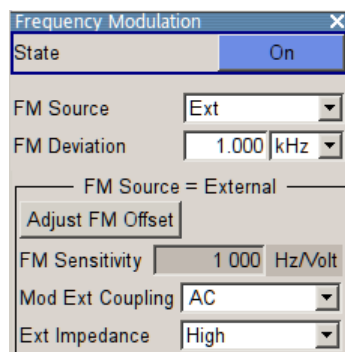 Frequency Modulation X
State On
FM Source Ext
FM Deviation 1.000 kHz
FM Source = External
Adjust FM Offset
FM Sensitivity 1 000 Hz/Volt
Mod Ext Coupling AC
Ext Impedance High